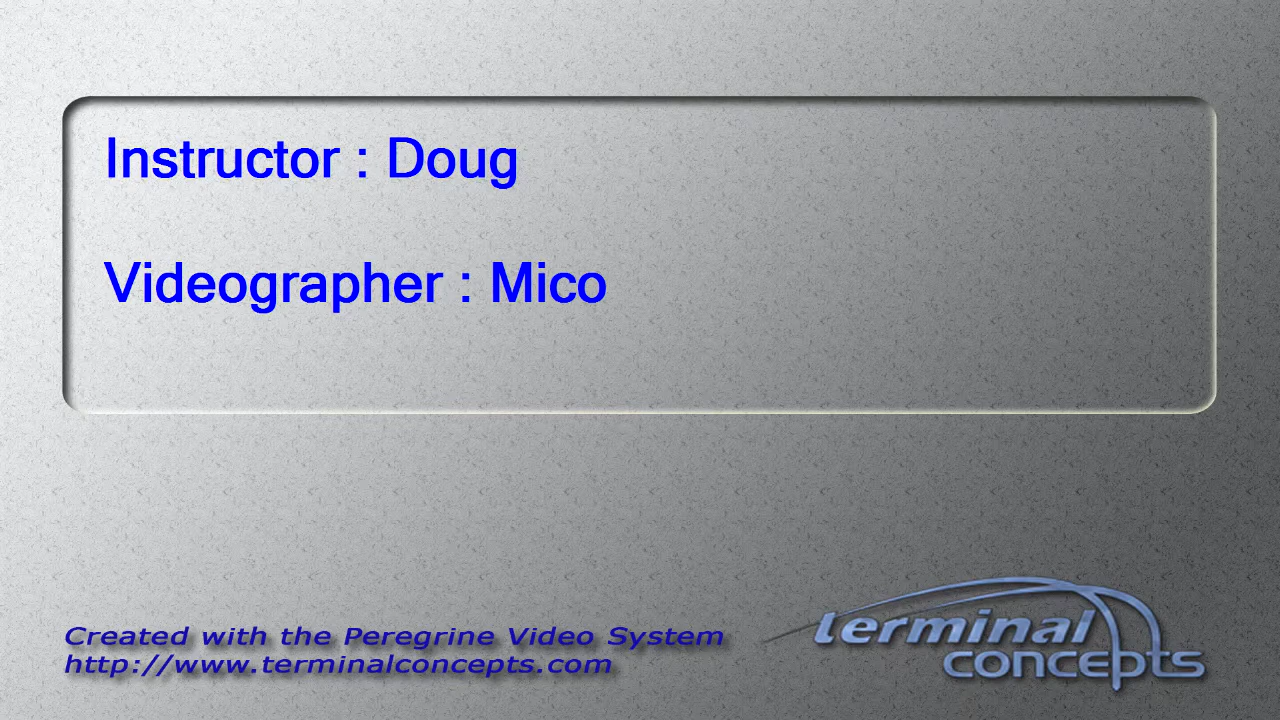 Instructor : Doug
Videographer : Mico
Created with the Peregrine Video System
http://www.terminalconcepts.com
terminal
concepts